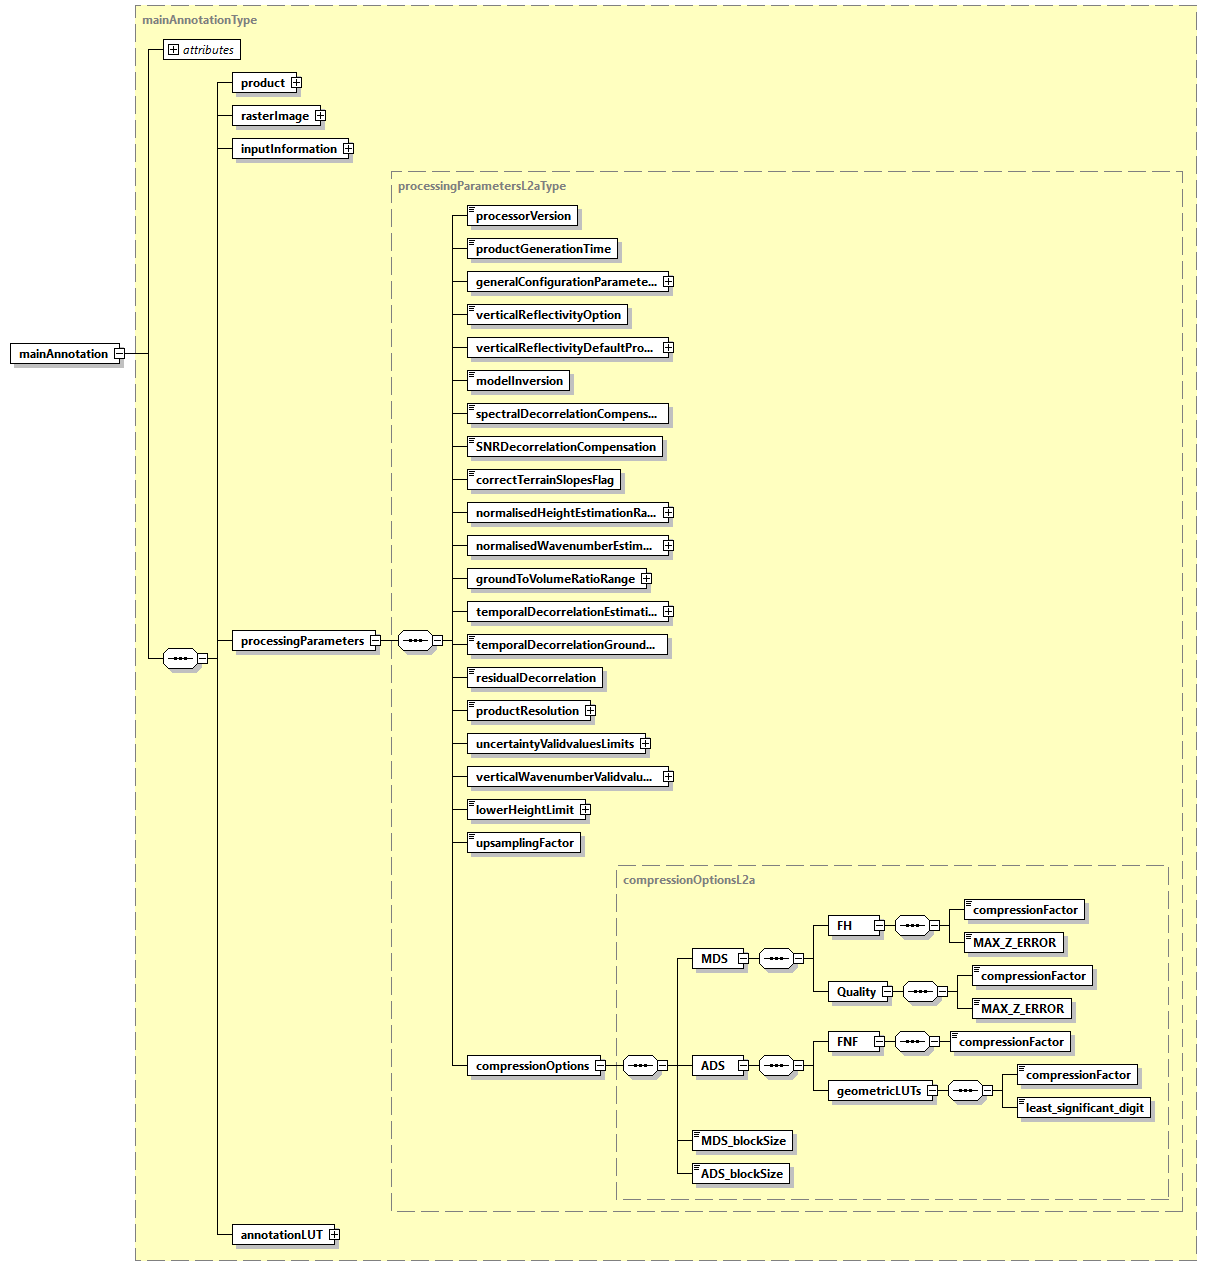 mainAnnotationType
attributes
product
rasterImage
inputInformation
processingParametersL2aType
processorVersion
productGenerationTime
generalConfigurationParamete...
verticalReflectivityOption
verticalReflectivityDefaultPro...
mainAnnotation
modelInversion
spectralDecorrelationCompens...
SNRDecorrelationCompensation
correctTerrainSlopesFlag
normalisedHeightEstimationRa...
normalisedWavenumberEstim...
groundToVolumeRatioRange
temporalDecorrelationEstimati...
processingParameters
temporalDecorrelationGround...
residualDecorrelation
productResolution
uncertaintyValidvaluesLimits
verticalWavenumberValidvalu...
lowerHeightLimit
upsamplingFactor
compressionOptionsL2a
compressionFactor
FH
MAX_Z_ERROR
MDS
compressionFactor
Quality
MAX_Z_ERROR
FNF
compressionFactor
compressionOptions
ADS
compressionFactor
geometricLUTs
least_significant_digit
MDS_blockSize
ADS_blockSize
annotationLUT